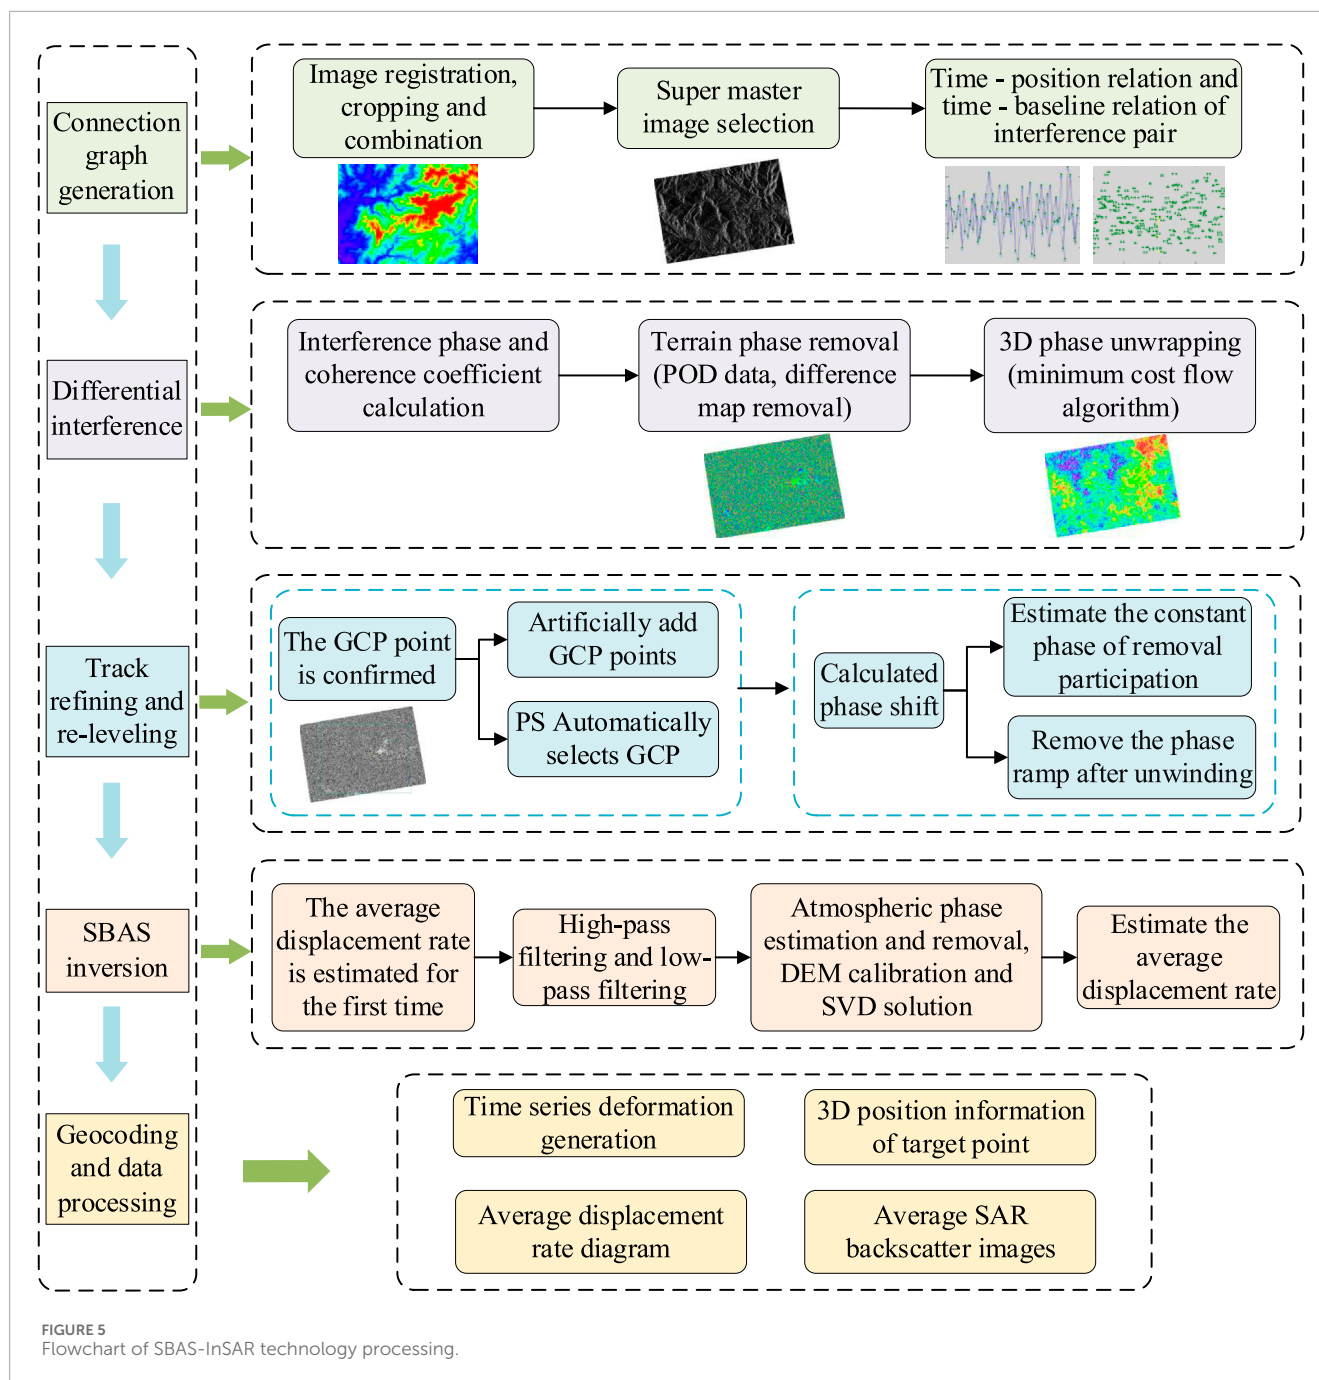 Connection
graph
generation
Image registration,
cropping and
combination
Super master
image selection
Time - position relation and
time - baseline relation of
interference pair
Differential
interference
Interference phase and
coherence coefficient
calculation
Terrain phase removal
(POD data, difference
map removal)
3D phase unwrapping
(minimum cost flow
algorithm)
Track
refining and
re-leveling
The GCP point
is confirmed
Artificially add
GCP points
PS Automatically
selects GCP
Calculated
phase shift
Estimate the constant
phase of removal
participation
Remove the phase
ramp after unwinding
SBAS
inversion
The average
displacement rate
is estimated for
the first time
High-pass
filtering and low-
pass filtering
Atmospheric phase
estimation and removal,
DEM calibration and
SVD solution
Estimate the
average
displacement rate
Geocoding
and data
processing
Time series deformation
generation
3D position information
of target point
Average displacement
rate diagram
Average SAR
backscatter images
FIGURE 5
Flowchart of SBAS-InSAR technology processing.